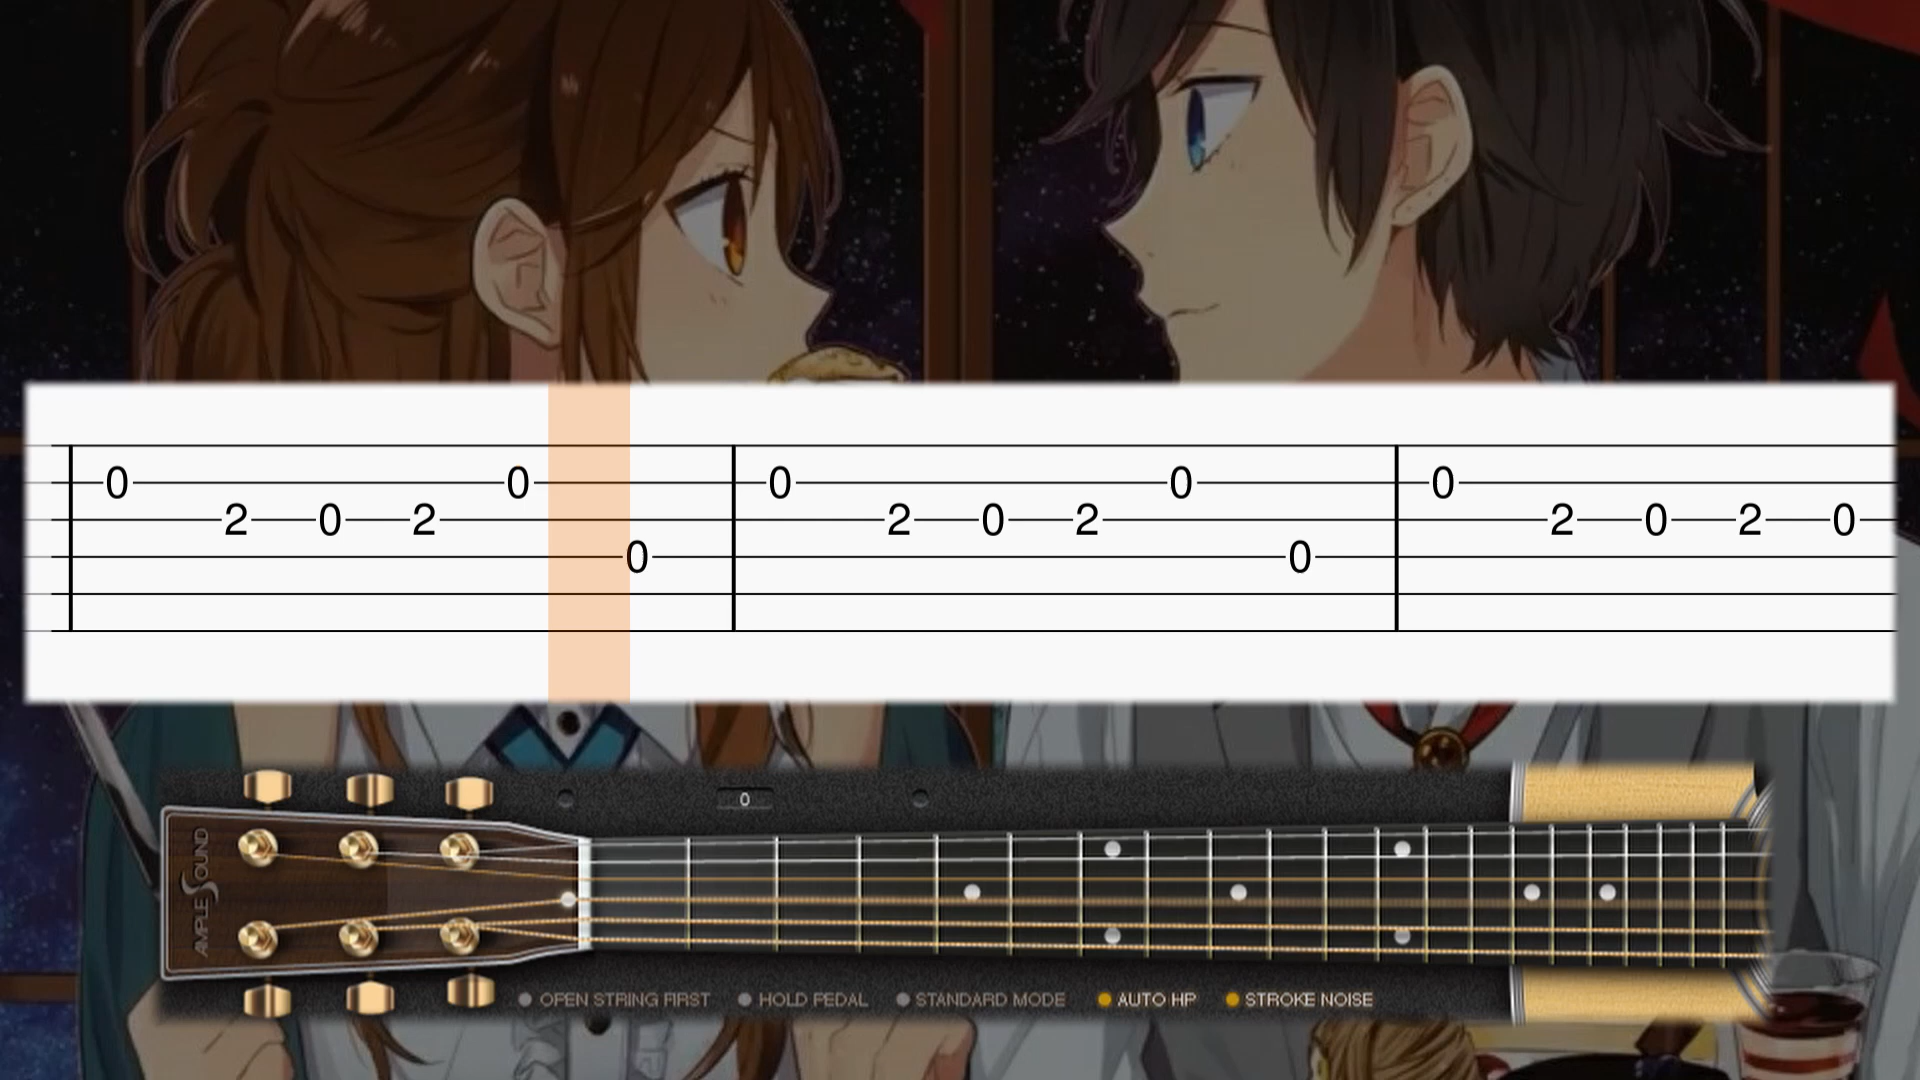 0 0 0 0 0
2 0 2 2 0 2 2 0 2 0
0 0
0
AMPLE SOUND
OPEN STRING FIRST HOLD PEDAL STANDARD MODE AUTO HP STROKE NOISE